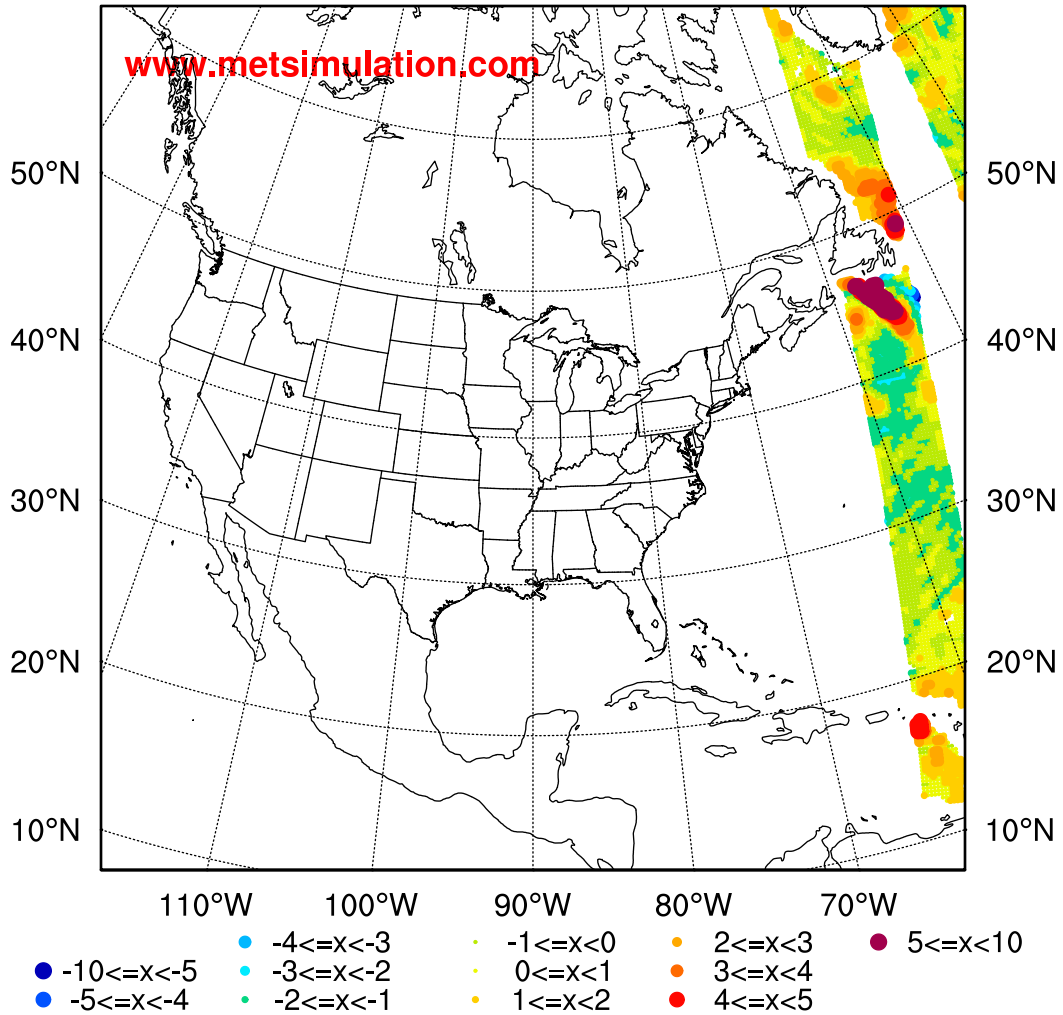 www.metsimulation.com
50°N 50°N
40°N 40°N
30°N 30°N
20°N 20°N
10°N 10°N
110°W 100°W 90°W 80°W 70°W
-4<=x<-3 -1<=x<0 2<=x<3 5<=x<10
-10<=x<-5 -3<=x<-2 0<=x<1 3<=x<4
-5<=x<-4 -2<=x<-1 1<=x<2 4<=x<5